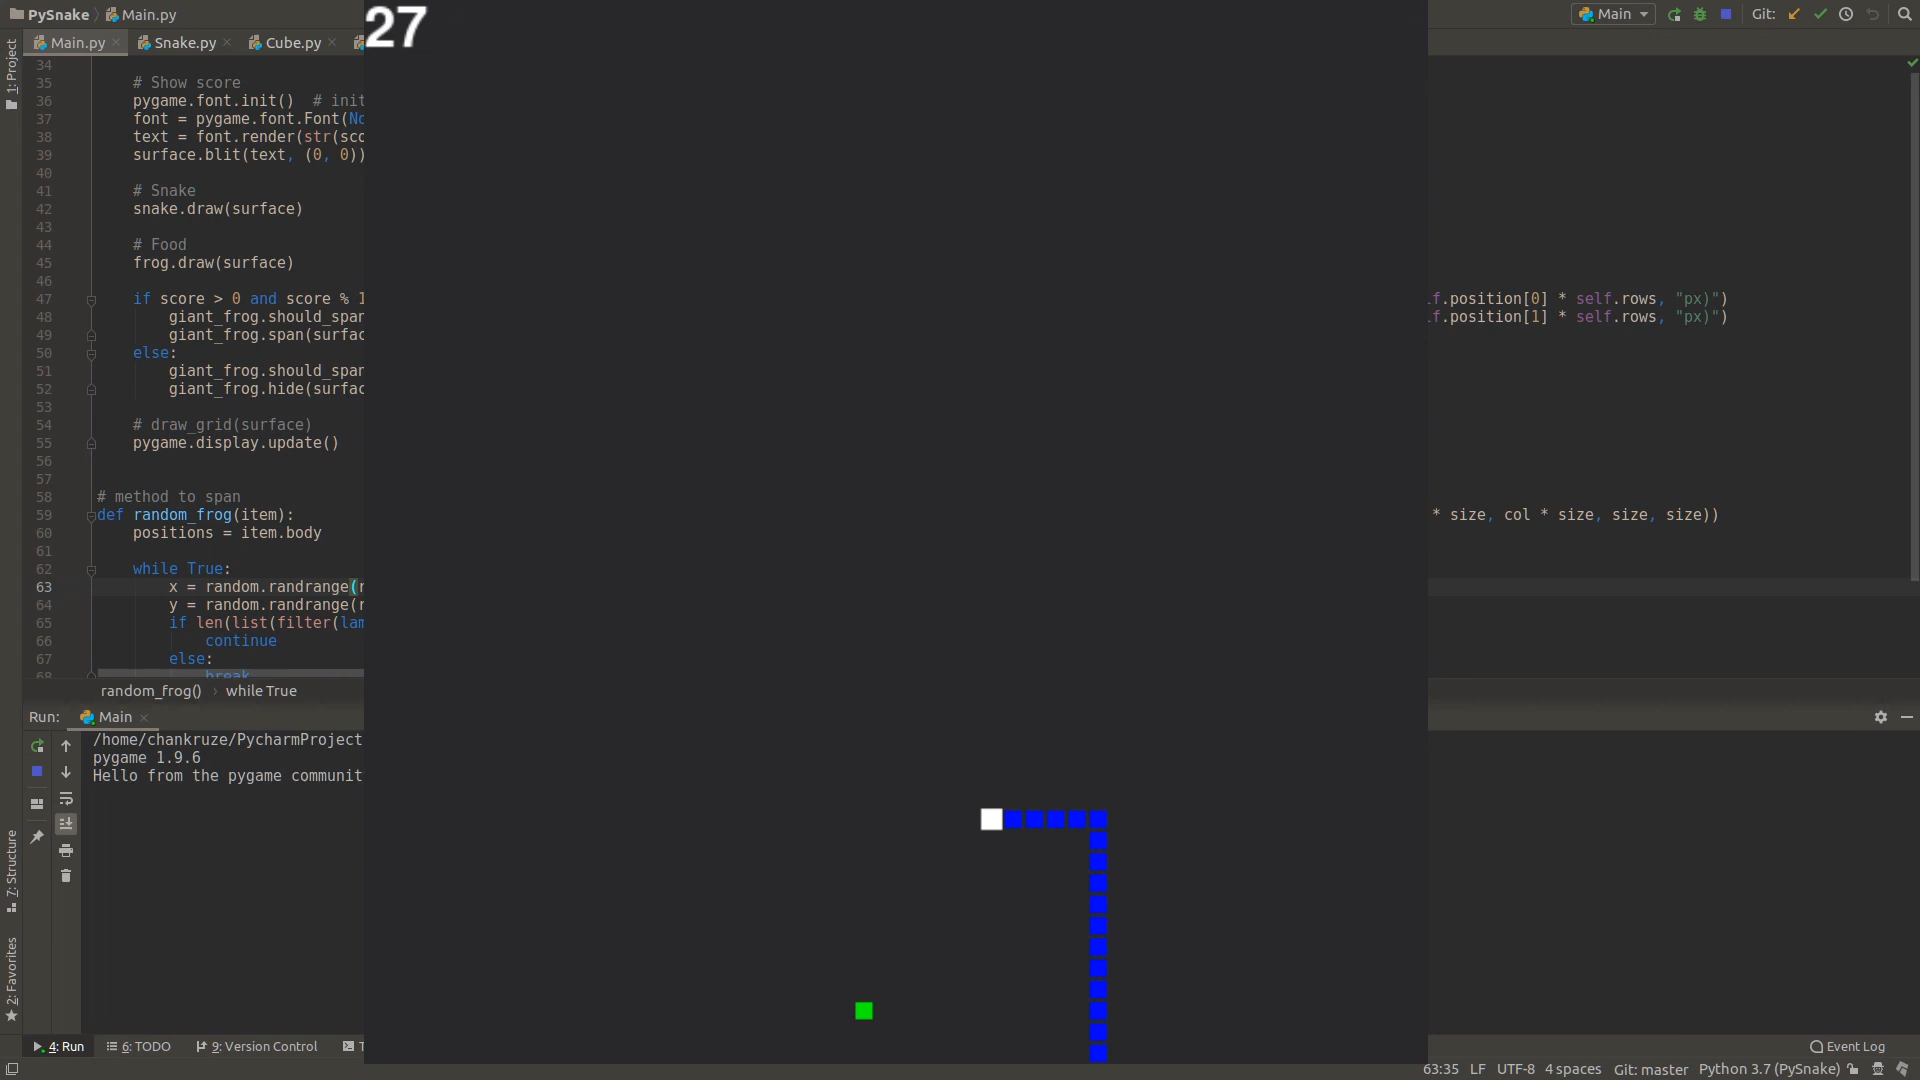 PySnake
Main.py
Main
Git:
Main.py
Snake.py
Cube.py
27
1: Project
34
35 # Show score
36 pygame.font.init() # init
37 font = pygame.font.Font(No
38 text = font.render(str(sco
39 surface.blit(text, (0, 0))
40
41 # Snake
42 snake.draw(surface)
43
44 # Food
45 frog.draw(surface)
46
47 if score > 0 and score % 1
48 giant_frog.should_span
49 giant_frog.span(surfac
50 else:
51 giant_frog.should_span
52 giant_frog.hide(surfac
53
54 # draw_grid(surface)
55 pygame.display.update()
56
57
58 # method to span
59 def random_frog(item):
60 positions = item.body
61
62 while True:
63 x = random.randrange(r
64 y = random.randrange(r
65 if len(list(filter(lam
66 continue
67 else:
68 break
lf.position[0] * self.rows, "px)")
lf.position[1] * self.rows, "px)")
* size, col * size, size, size))
random_frog() › while True
Run: Main
/home/chankruze/PycharmProject
pygame 1.9.6
Hello from the pygame communit
7: Structure
2: Favorites
4: Run
6: TODO
9: Version Control
T
Event Log
63:35 LF UTF-8 4 spaces Git: master Python 3.7 (PySnake)